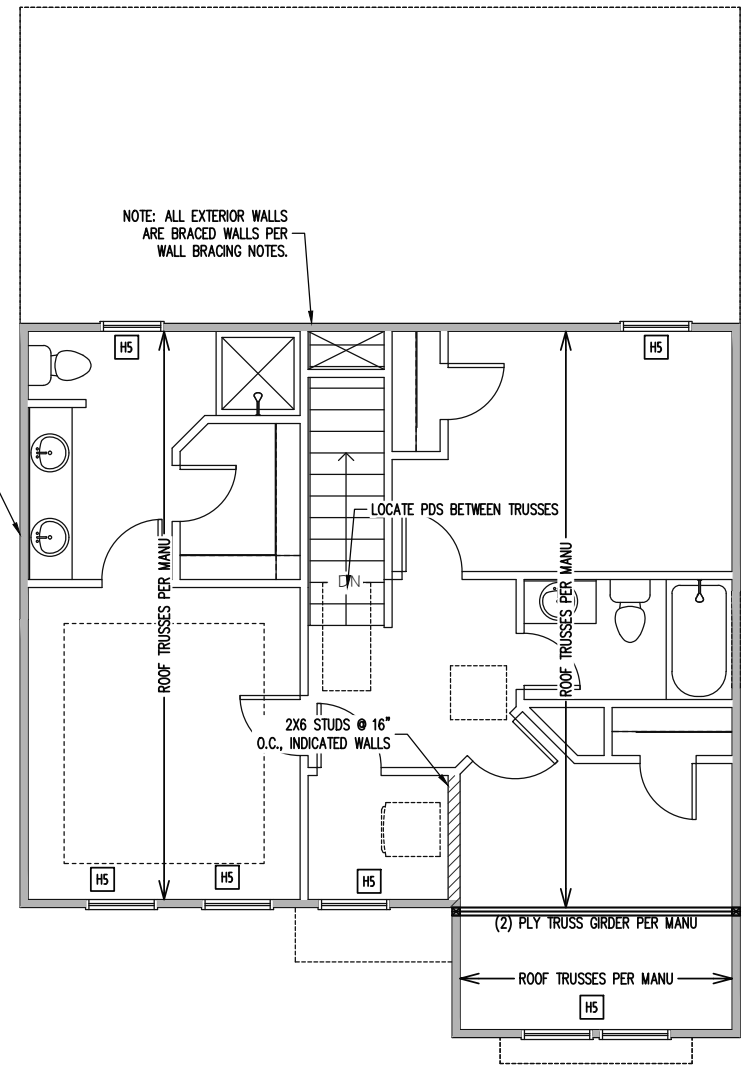 NOTE: ALL EXTERIOR WALLS
ARE BRACED WALLS PER
WALL BRACING NOTES.
H5
H5
LOCATE PDS BETWEEN TRUSSES
ROOF TRUSSES PER MANU
ROOF TRUSSES PER MANU
DN
2X6 STUDS @ 16"
O.C., INDICATED WALLS
H5
H5
H5
(2) PLY TRUSS GIRDER PER MANU
ROOF TRUSSES PER MANU
H5